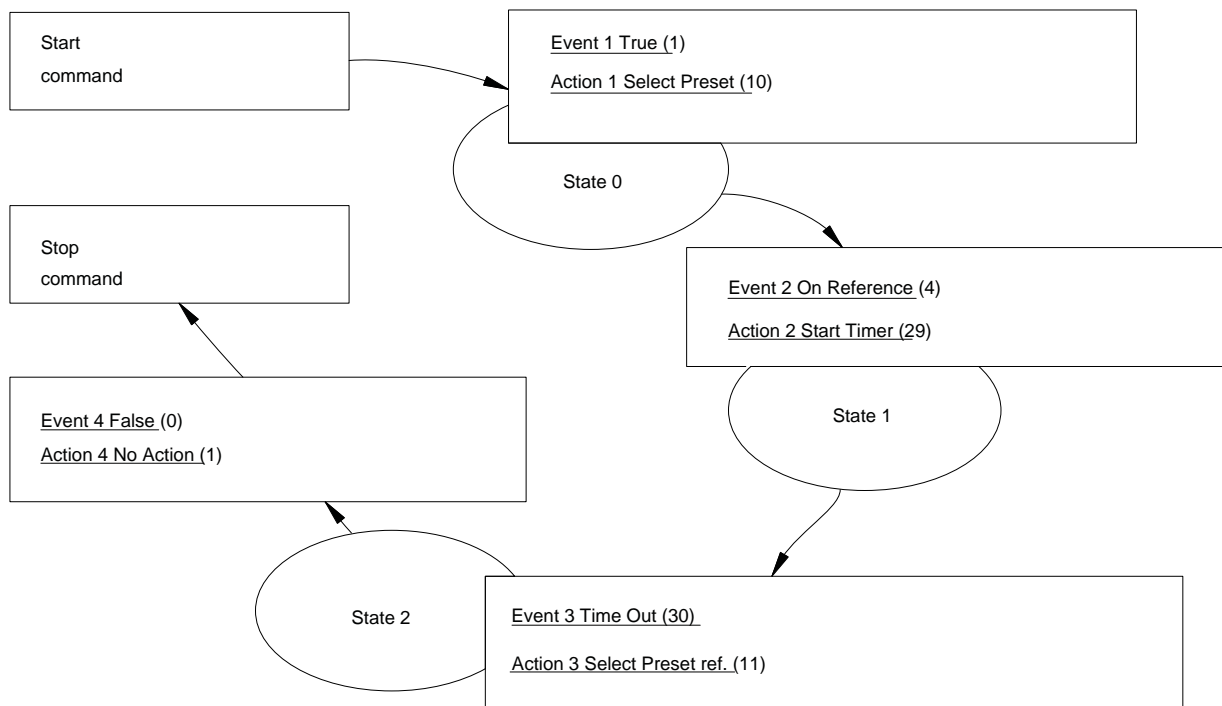 Start
command
Event 1 True (1)
Action 1 Select Preset (10)
State 0
Stop
command
Event 2 On Reference (4)
Action 2 Start Timer (29)
State 1
Event 4 False (0)
Action 4 No Action (1)
State 2
Event 3 Time Out (30)
Action 3 Select Preset ref. (11)